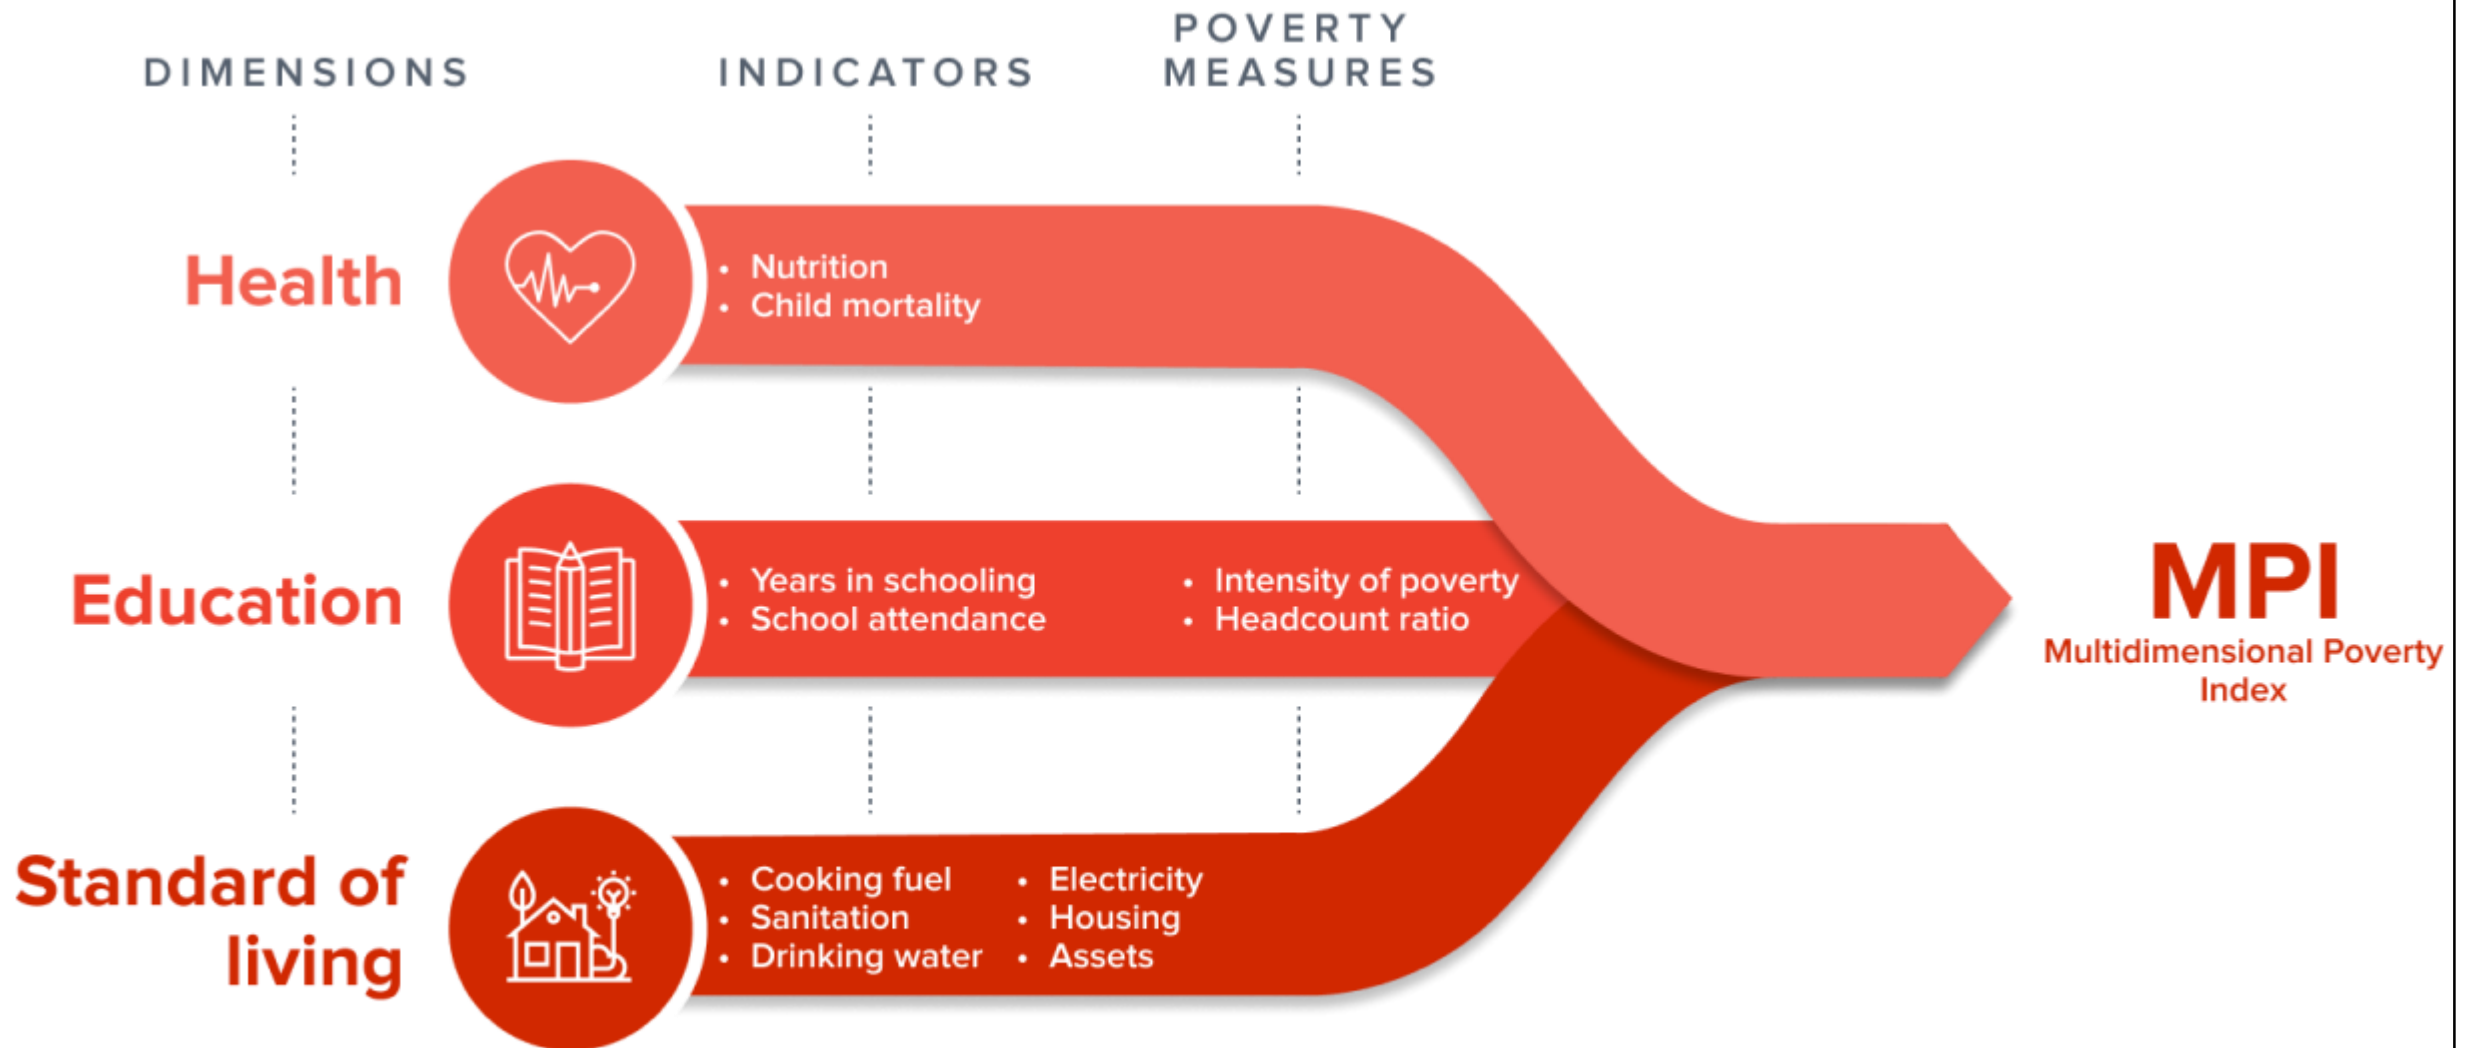 DIMENSIONS
INDICATORS
POVERTY
MEASURES
Health
• Nutrition
• Child mortality
Education
• Years in schooling
• School attendance
• Intensity of poverty
• Headcount ratio
MPI
Multidimensional Poverty
Index
Standard of
living
• Cooking fuel
• Sanitation
• Drinking water
• Electricity
• Housing
• Assets